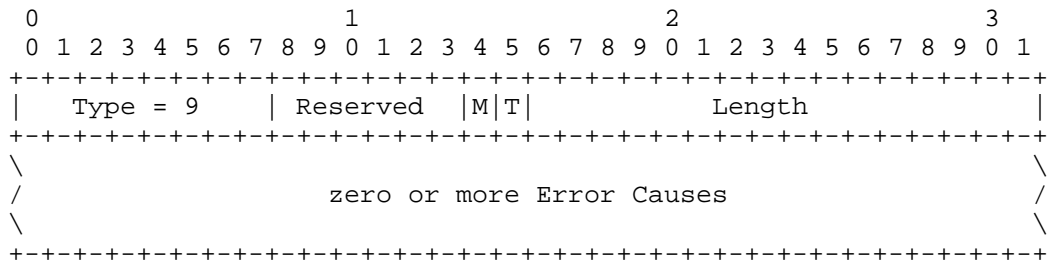 0                   1                   2                   3
 0 1 2 3 4 5 6 7 8 9 0 1 2 3 4 5 6 7 8 9 0 1 2 3 4 5 6 7 8 9 0 1
+-+-+-+-+-+-+-+-+-+-+-+-+-+-+-+-+-+-+-+-+-+-+-+-+-+-+-+-+-+-+-+-+
|   Type = 9    | Reserved  |M|T|           Length              |
+-+-+-+-+-+-+-+-+-+-+-+-+-+-+-+-+-+-+-+-+-+-+-+-+-+-+-+-+-+-+-+-+
\                                                               \
/                   zero or more Error Causes                   /
\                                                               \
+-+-+-+-+-+-+-+-+-+-+-+-+-+-+-+-+-+-+-+-+-+-+-+-+-+-+-+-+-+-+-+-+